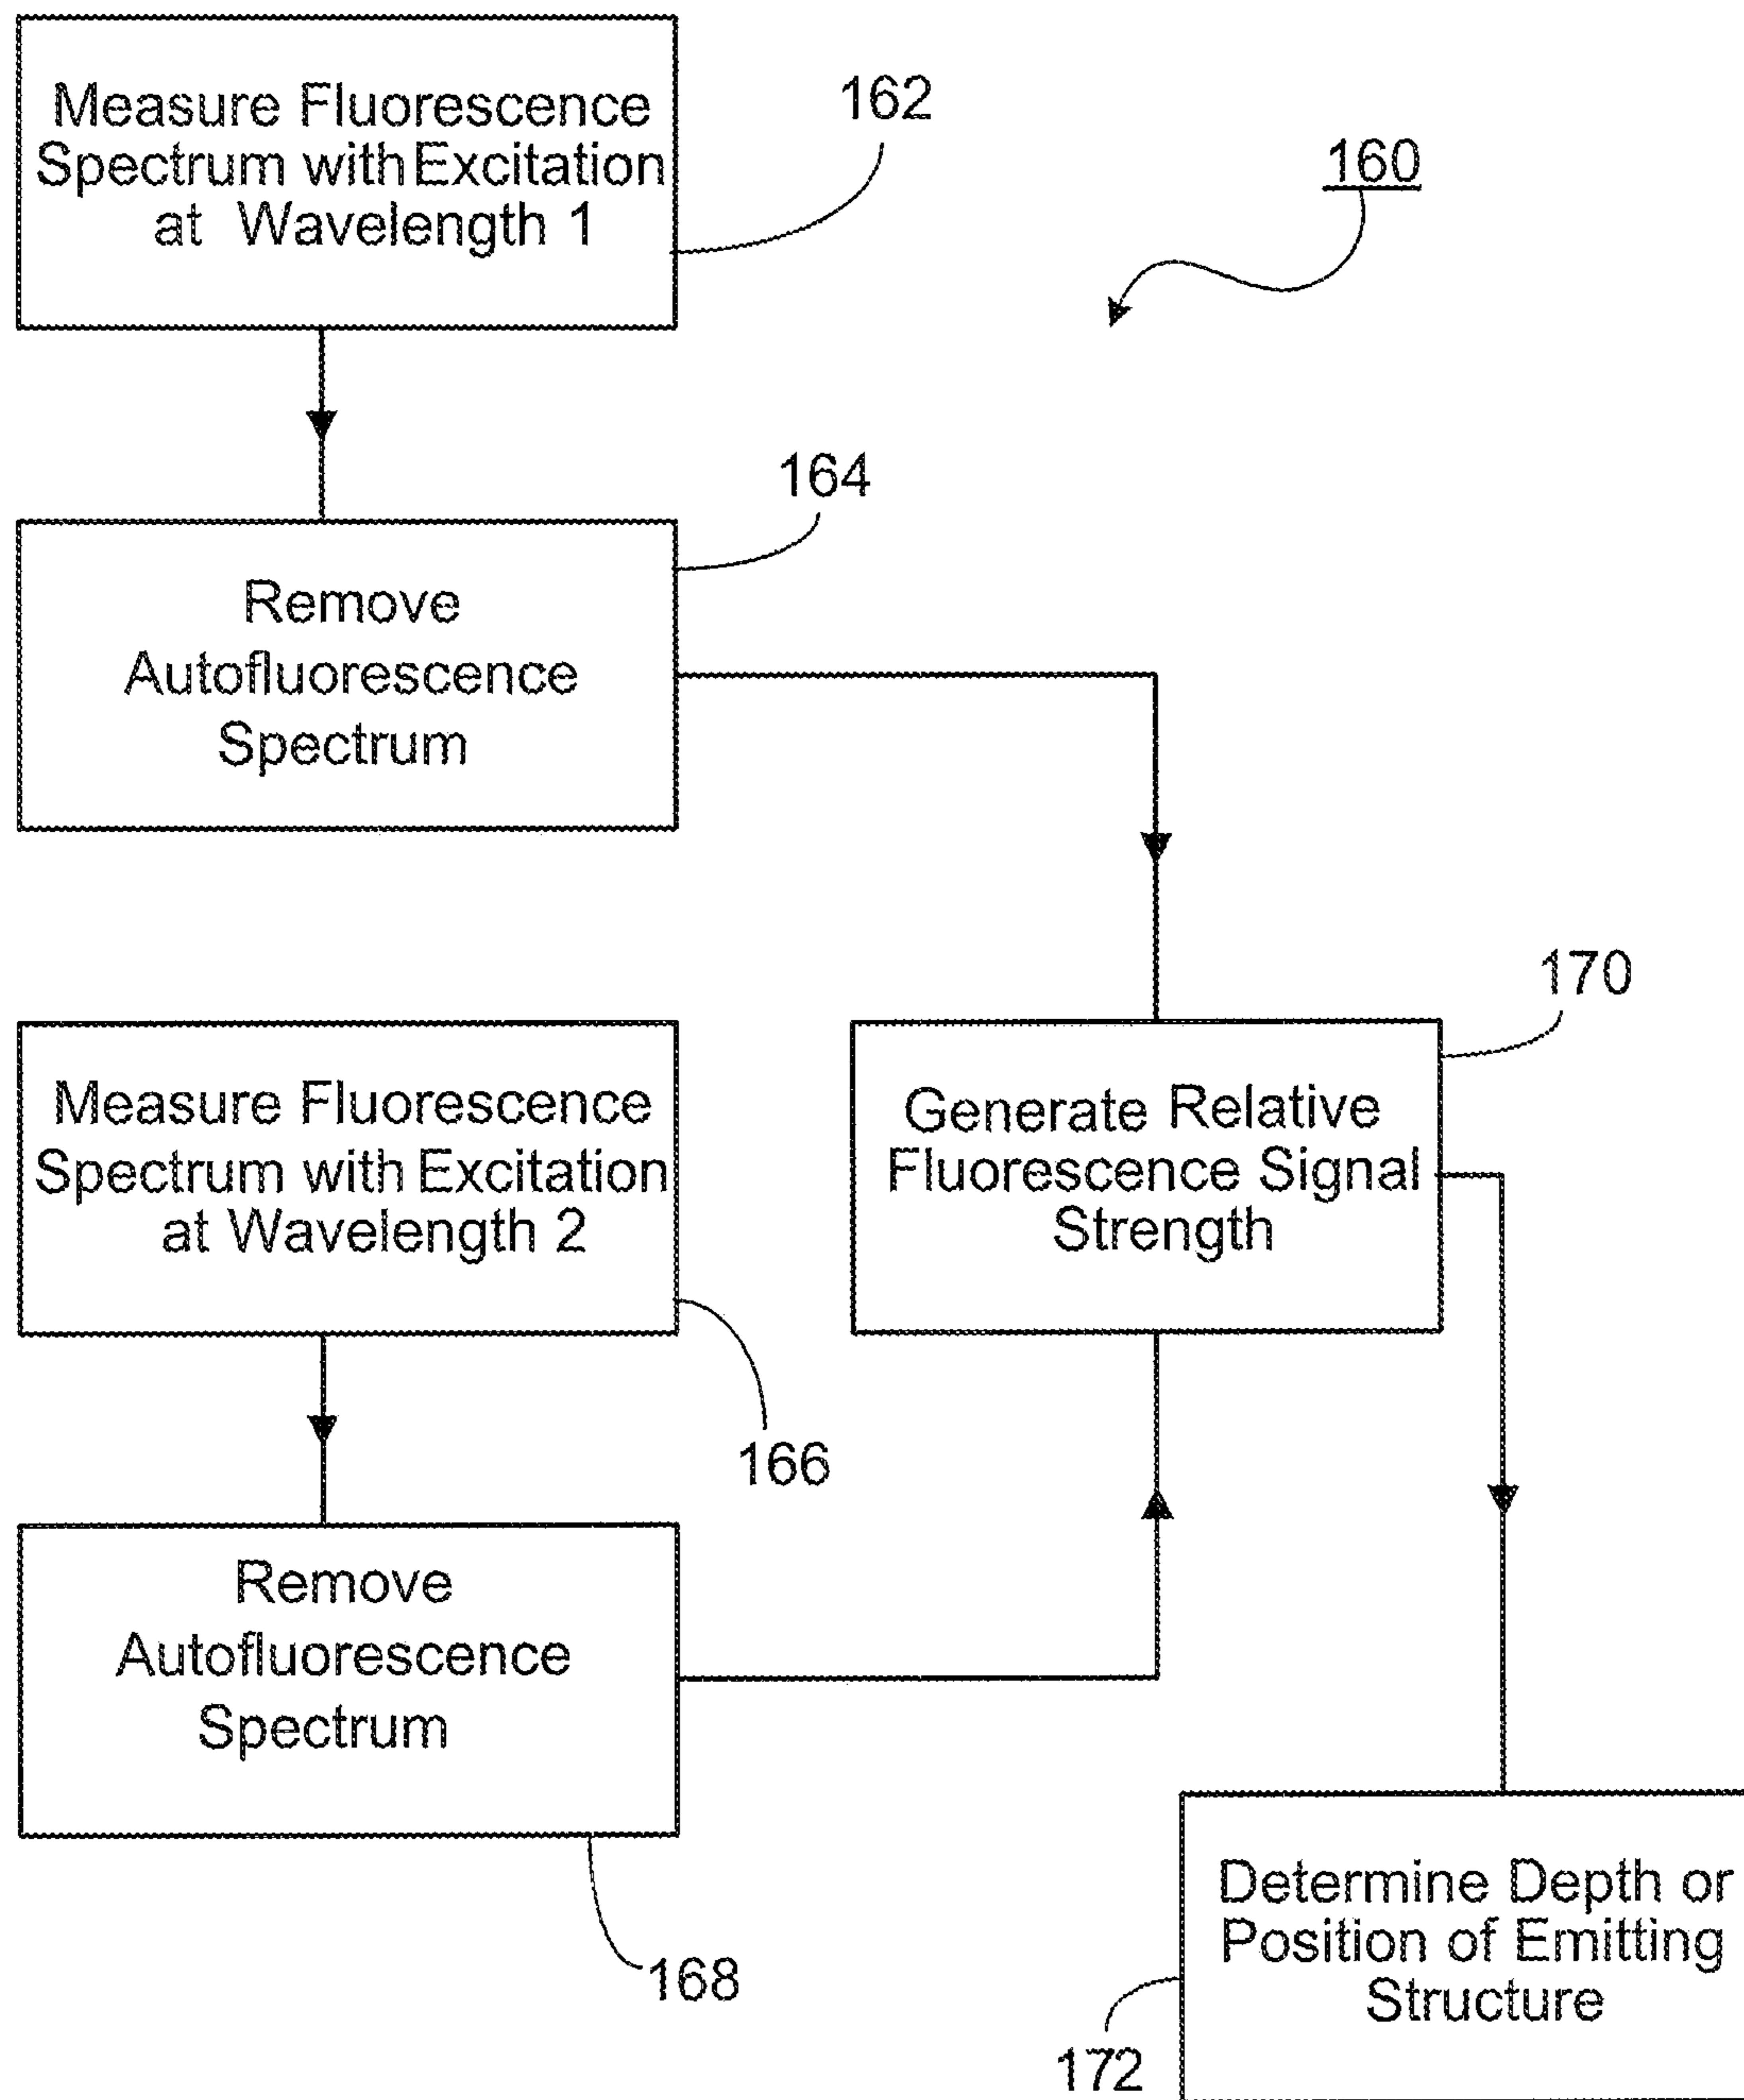 Measure Fluorescence
Spectrum with Excitation
at Wavelength 1
162
160
164
Remove
Autofluorescence
Spectrum
170
Measure Fluorescence
Spectrum with Excitation
at Wavelength 2
Generate Relative
Fluorescence Signal
Strength
166
Remove
Autofluorescence
Spectrum
168
Determine Depth or
Position of Emitting
Structure
172